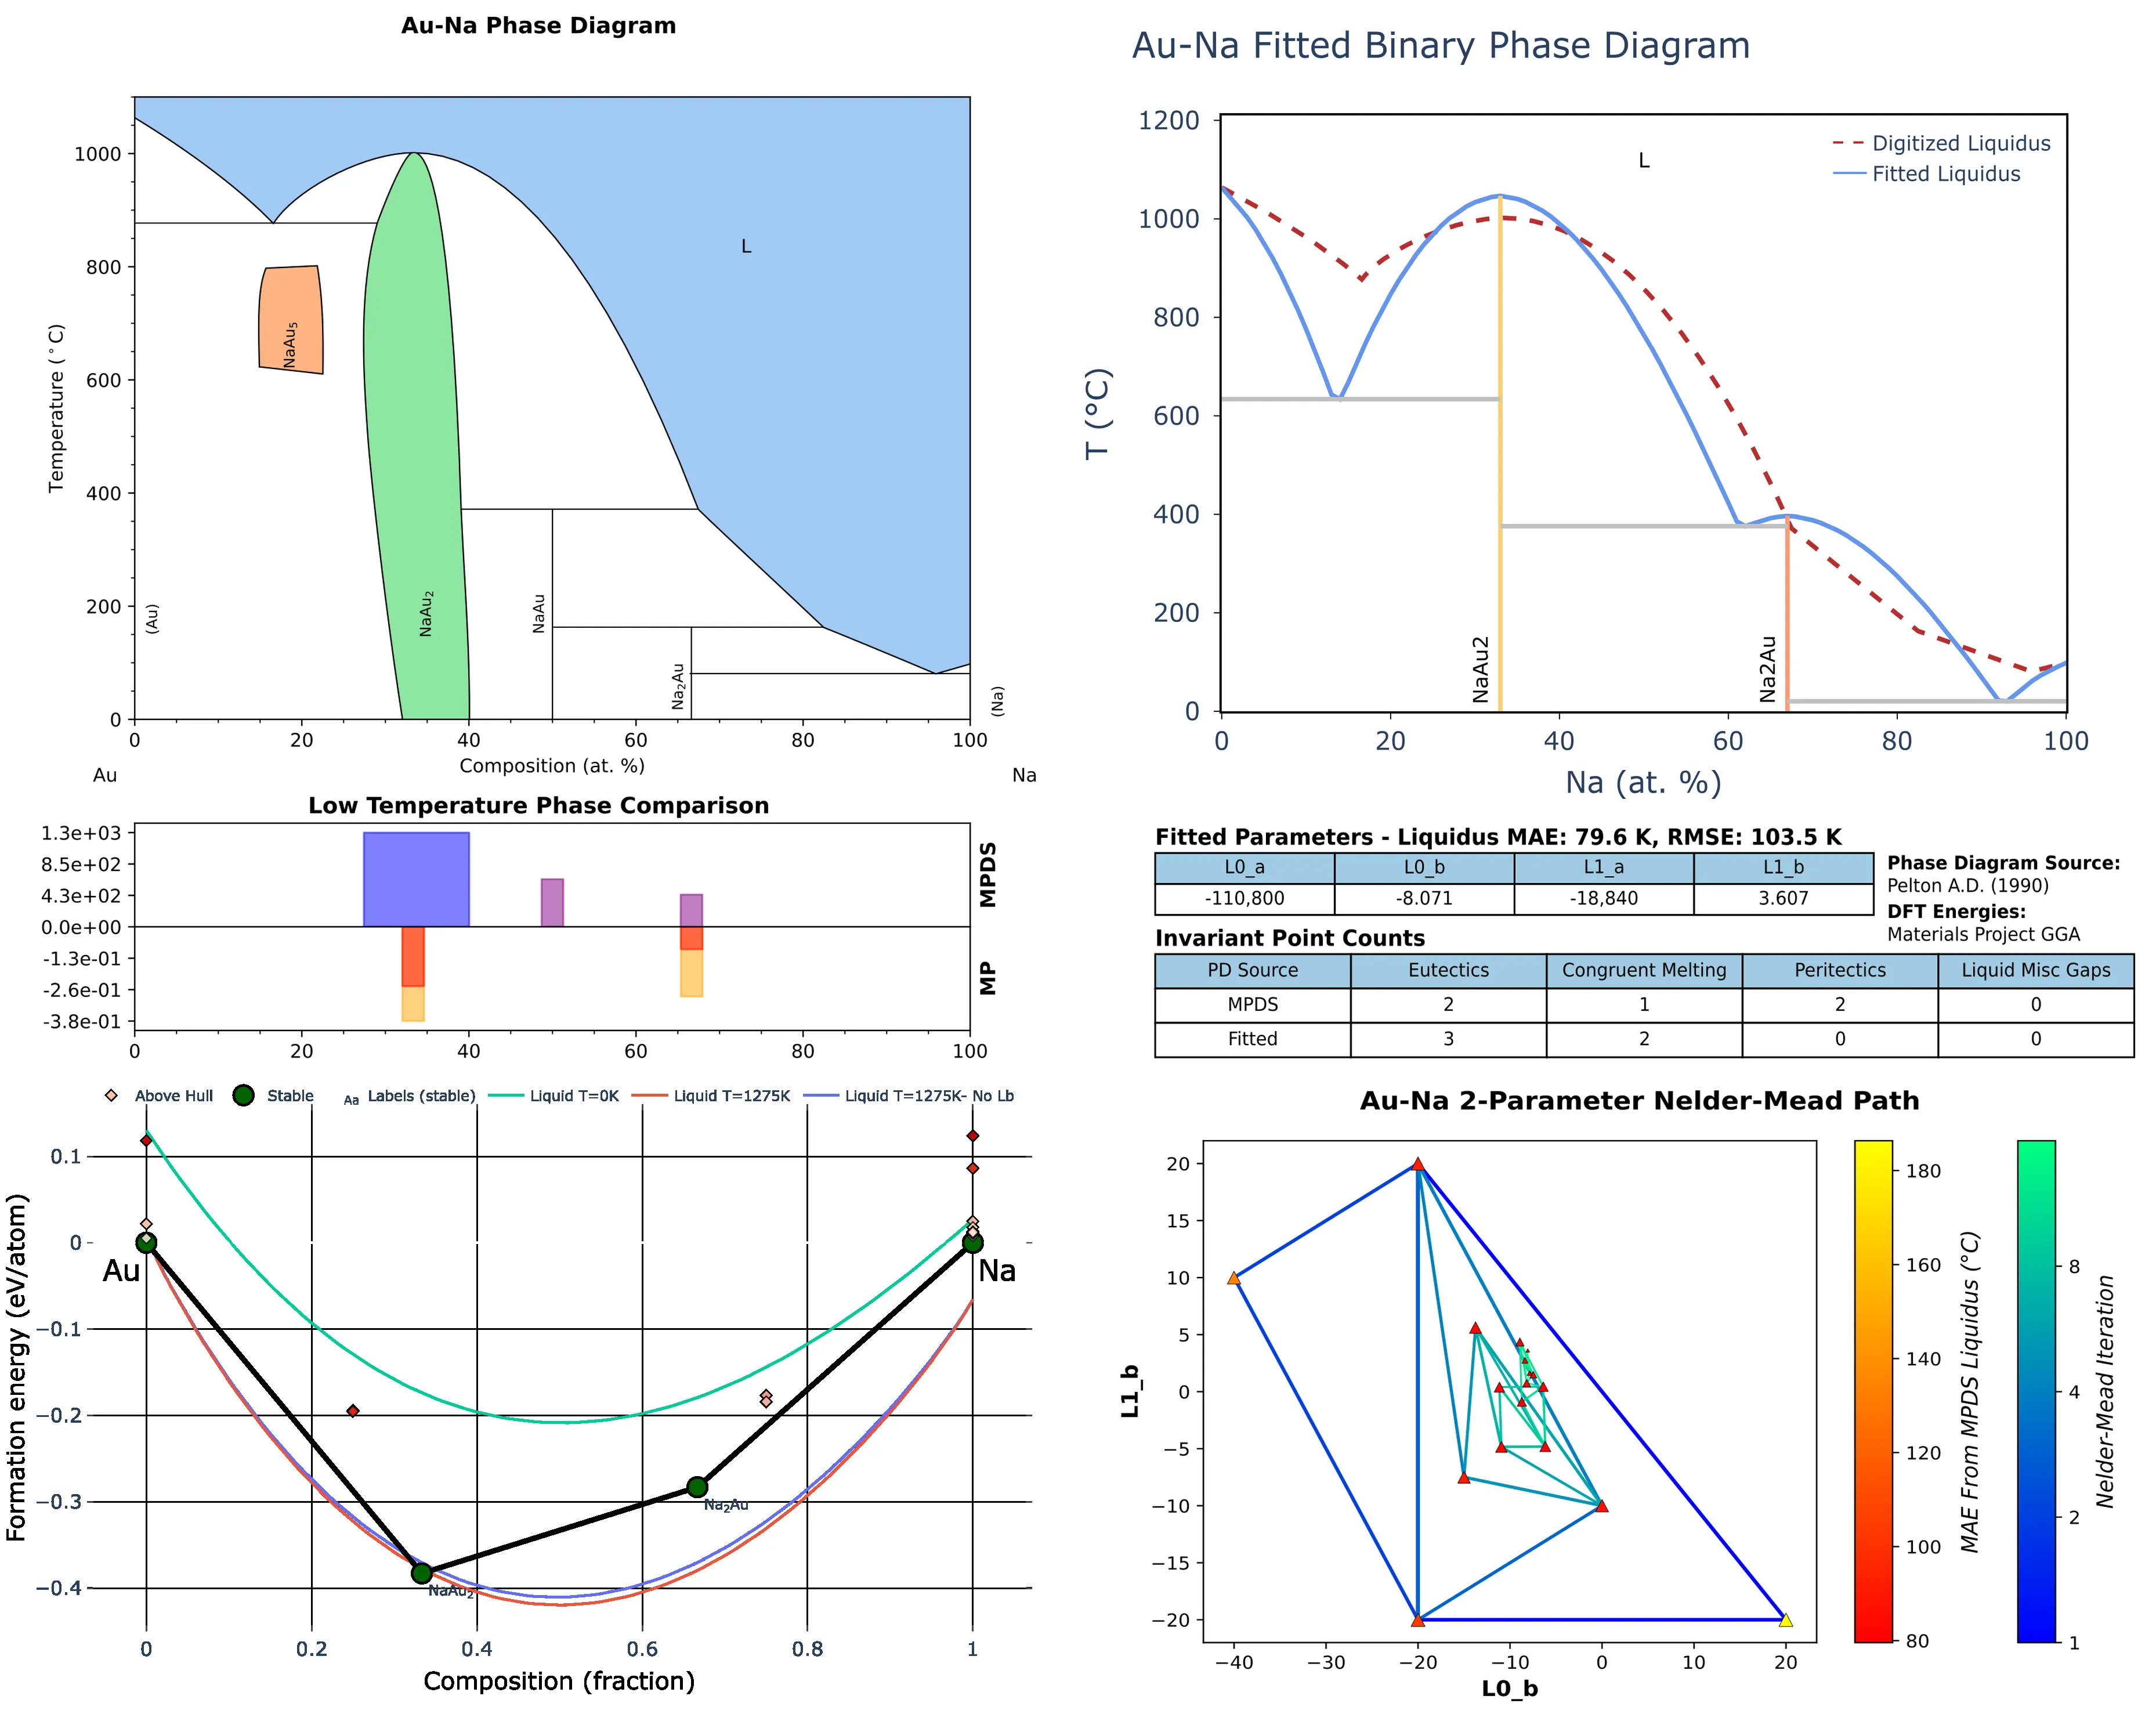 Au-Na Phase Diagram
1000
800
600
400
200
0
Temperature (°C)
L
NaAu5
NaAu2
NaAu
Na2Au
(Au)
(Na)
0 20 40 60 80 100
Composition (at. %)
Au Na
Low Temperature Phase Comparison
1.3e+03
8.5e+02
4.3e+02
0.0e+00
-1.3e-01
-2.6e-01
-3.8e-01
MPDS
MP
0 20 40 60 80 100
Above Hull Stable Aa Labels (stable) Liquid T=0K Liquid T=1275K Liquid T=1275K- No Lb
0.1
0
−0.1
−0.2
−0.3
−0.4
Formation energy (eV/atom)
Au
Na
Na2Au
NaAu2
0 0.2 0.4 0.6 0.8 1
Composition (fraction)
Au-Na Fitted Binary Phase Diagram
1200
1000
800
600
400
200
0
T (°C)
L
Digitized Liquidus
Fitted Liquidus
NaAu2
Na2Au
0 20 40 60 80 100
Na (at. %)
Fitted Parameters - Liquidus MAE: 79.6 K, RMSE: 103.5 K
L0_a L0_b L1_a L1_b
-110,800 -8.071 -18,840 3.607
Phase Diagram Source:
Pelton A.D. (1990)
DFT Energies:
Materials Project GGA
Invariant Point Counts
PD Source Eutectics Congruent Melting Peritectics Liquid Misc Gaps
MPDS 2 1 2 0
Fitted 3 2 0 0
Au-Na 2-Parameter Nelder-Mead Path
20
15
10
5
0
−5
−10
−15
−20
L1_b
−40 −30 −20 −10 0 10 20
L0_b
180
160
140
120
100
80
MAE From MPDS Liquidus (°C)
8
4
2
1
Nelder-Mead Iteration